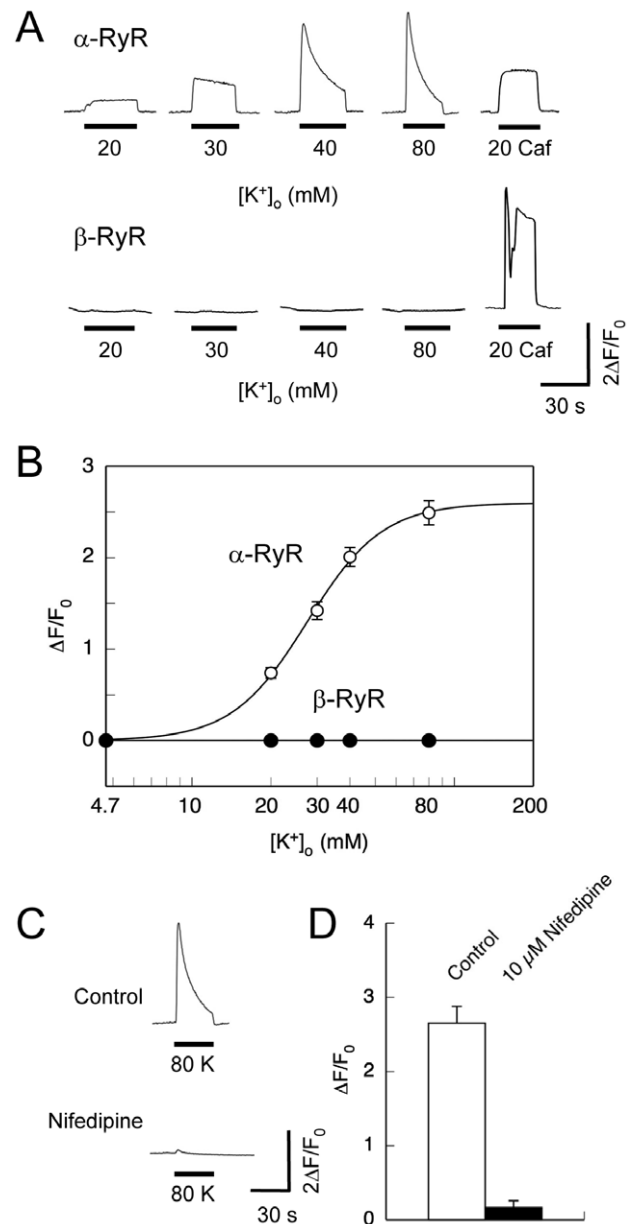 A
α-RyR
20 30 40 80 20 Caf
[K⁺]ₒ (mM)
β-RyR
20 30 40 80 20 Caf
[K⁺]ₒ (mM)
30 s
2ΔF/F₀
B
3
2
1
0
ΔF/F₀
α-RyR
β-RyR
4.7 10 20 30 40 80 200
[K⁺]ₒ (mM)
C
Control
80 K
Nifedipine
80 K
30 s
2ΔF/F₀
D
Control
10 µM Nifedipine
4
3
2
1
0
ΔF/F₀